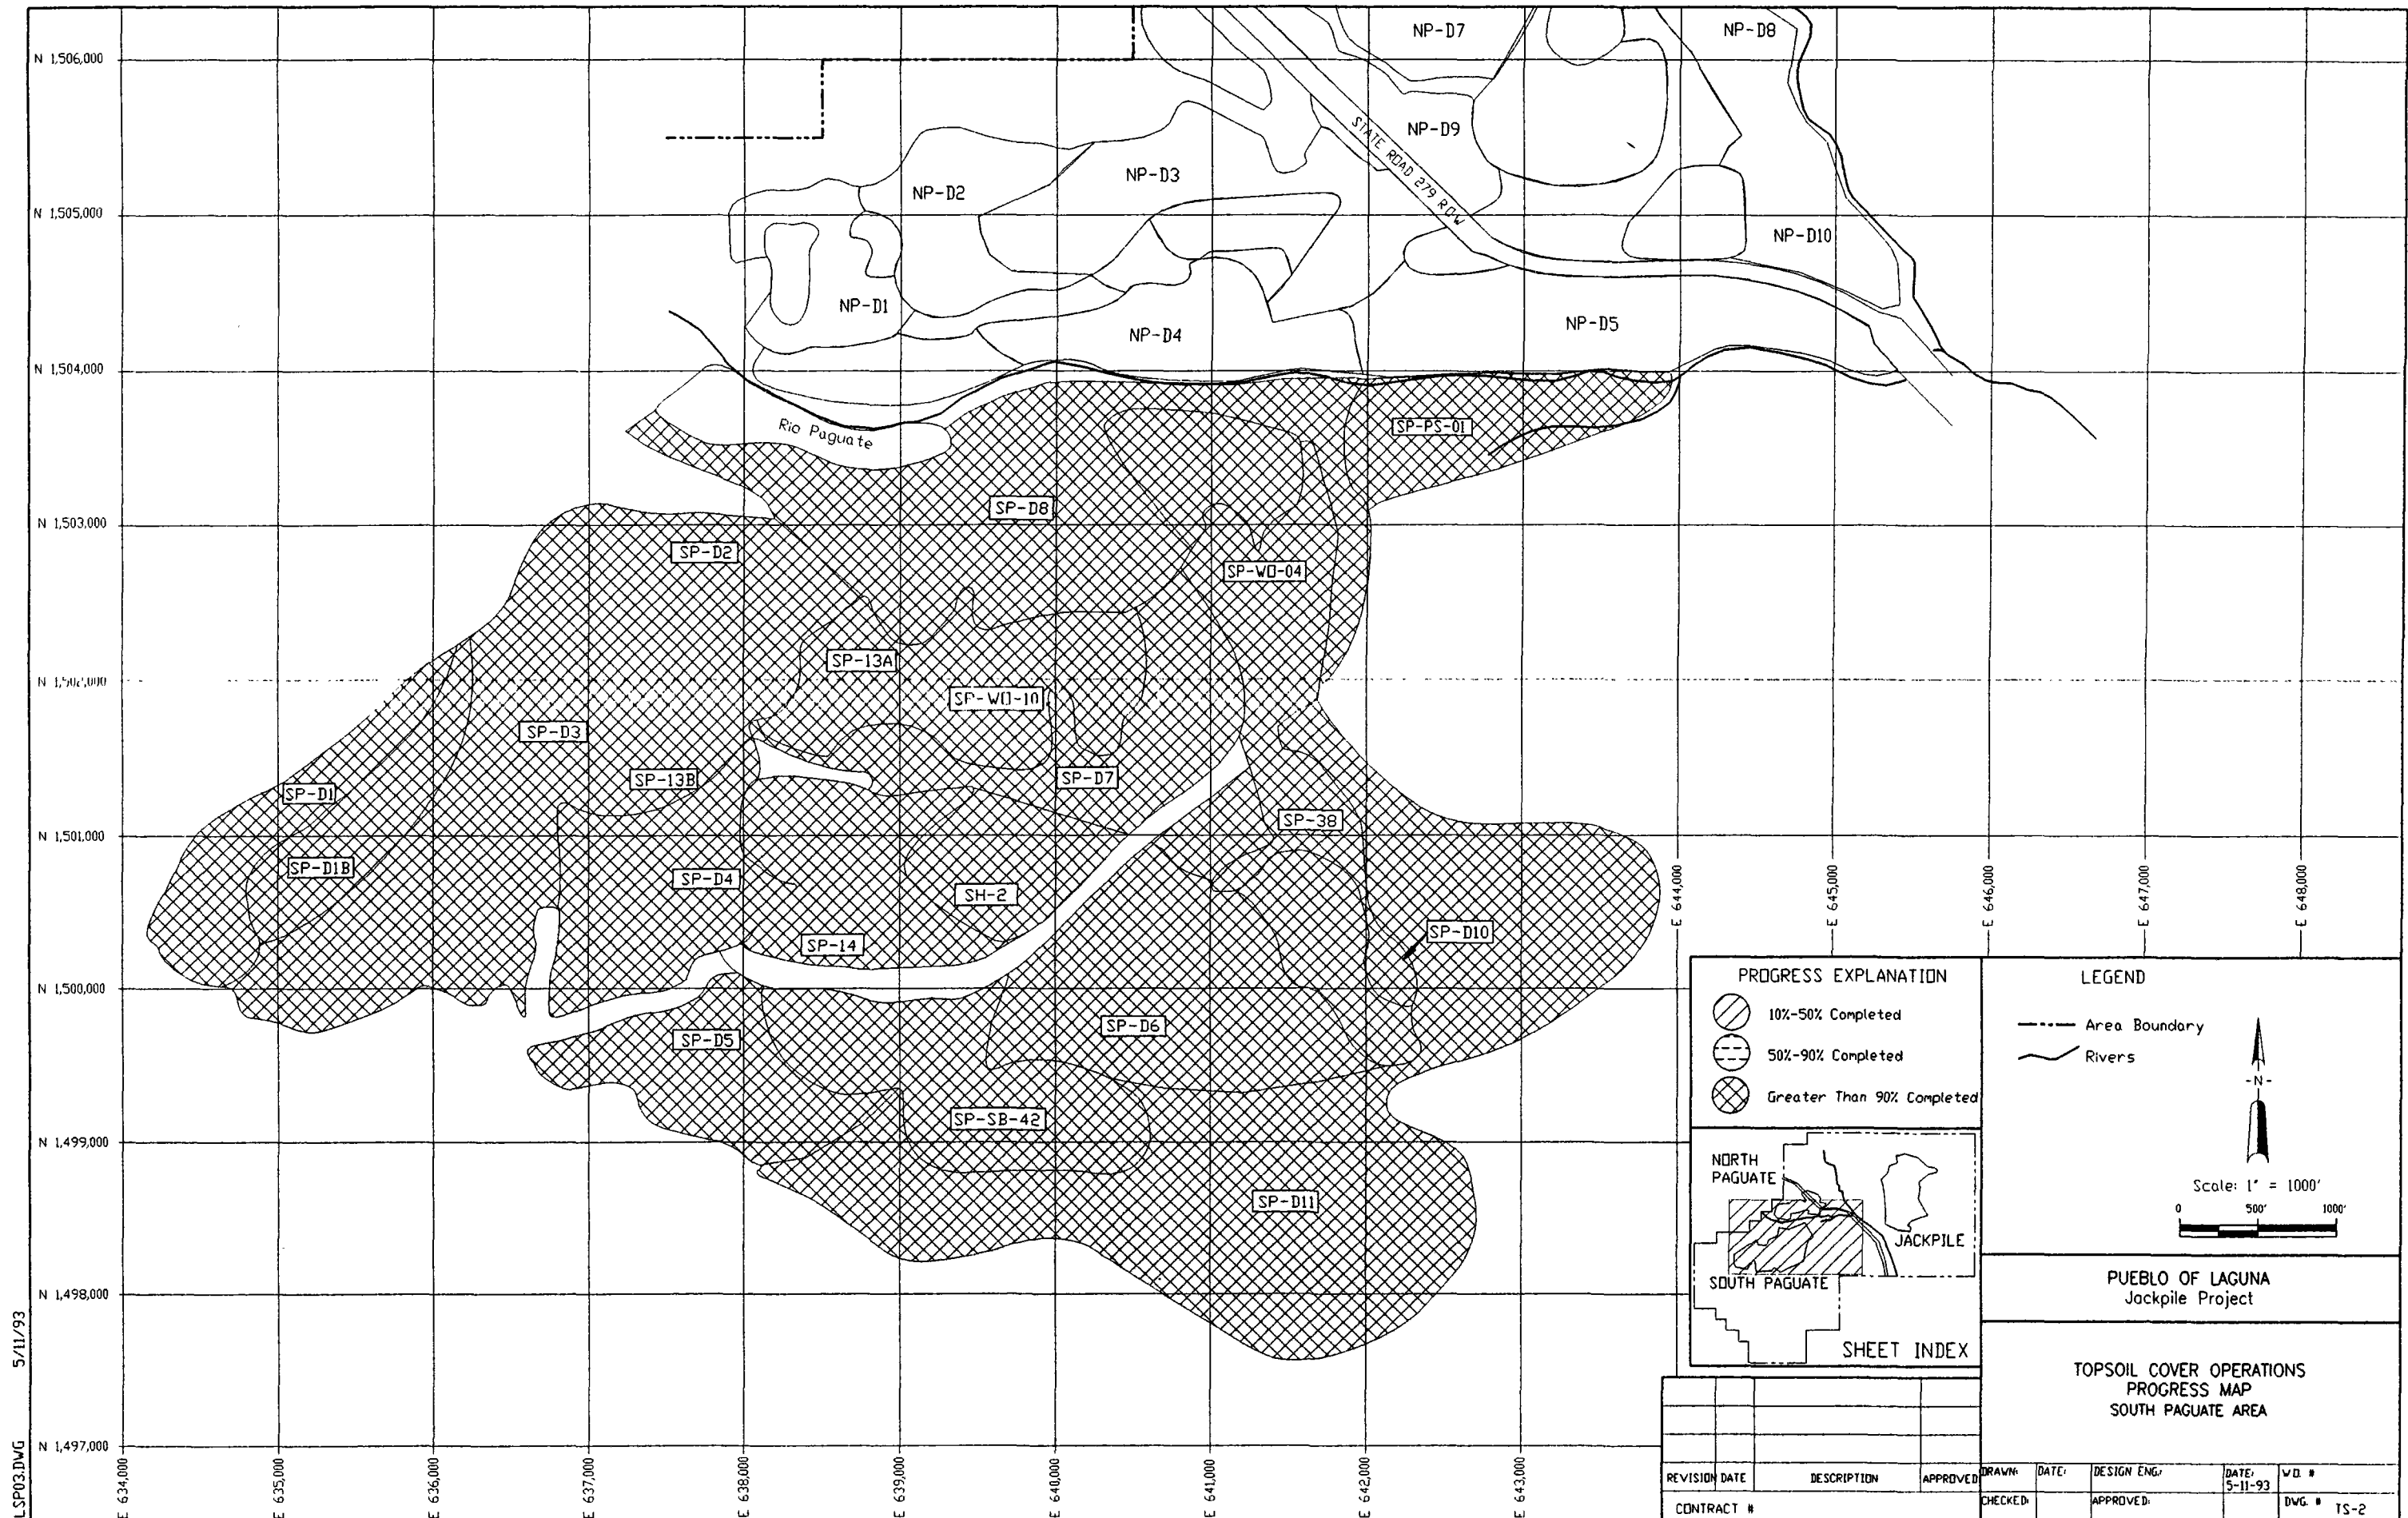 N 1,506,000
N 1,505,000
N 1,504,000
N 1,503,000
N 1,501,000
N 1,500,000
N 1,499,000
N 1,498,000
N 1,497,000
NP-D7
NP-D8
NP-D9
STATE ROAD 279 ROW
NP-D3
NP-D2
NP-D10
NP-D1
NP-D4
NP-D5
Rio Paguate
SP-PS-01
SP-D8
SP-D2
SP-WO-04
SP-13A
SP-WO-10
SP-D3
SP-13B
SP-D7
SP-D1
SP-38
SP-D1B
SP-D4
SH-2
SP-14
SP-D10
SP-D6
SP-D5
SP-SB-42
SP-D11
E 634,000
E 635,000
E 636,000
E 637,000
E 638,000
E 639,000
E 640,000
E 641,000
E 642,000
E 643,000
E 644,000
E 645,000
E 646,000
E 647,000
E 648,000
PROGRESS EXPLANATION
10%-50% Completed
50%-90% Completed
Greater Than 90% Completed
LEGEND
Area Boundary
Rivers
-N-
Scale: 1" = 1000'
0 500' 1000'
NORTH
PAGUATE
JACKPILE
SOUTH PAGUATE
SHEET INDEX
PUEBLO OF LAGUNA
Jackpile Project
TOPSOIL COVER OPERATIONS
PROGRESS MAP
SOUTH PAGUATE AREA
REVISION DATE DESCRIPTION APPROVED
CONTRACT #
DRAWN: DATE: DESIGN ENG.: DATE: 5-11-93 W.O. #
CHECKED: APPROVED: DWG. # TS-2
LSP03.DWG 5/11/93